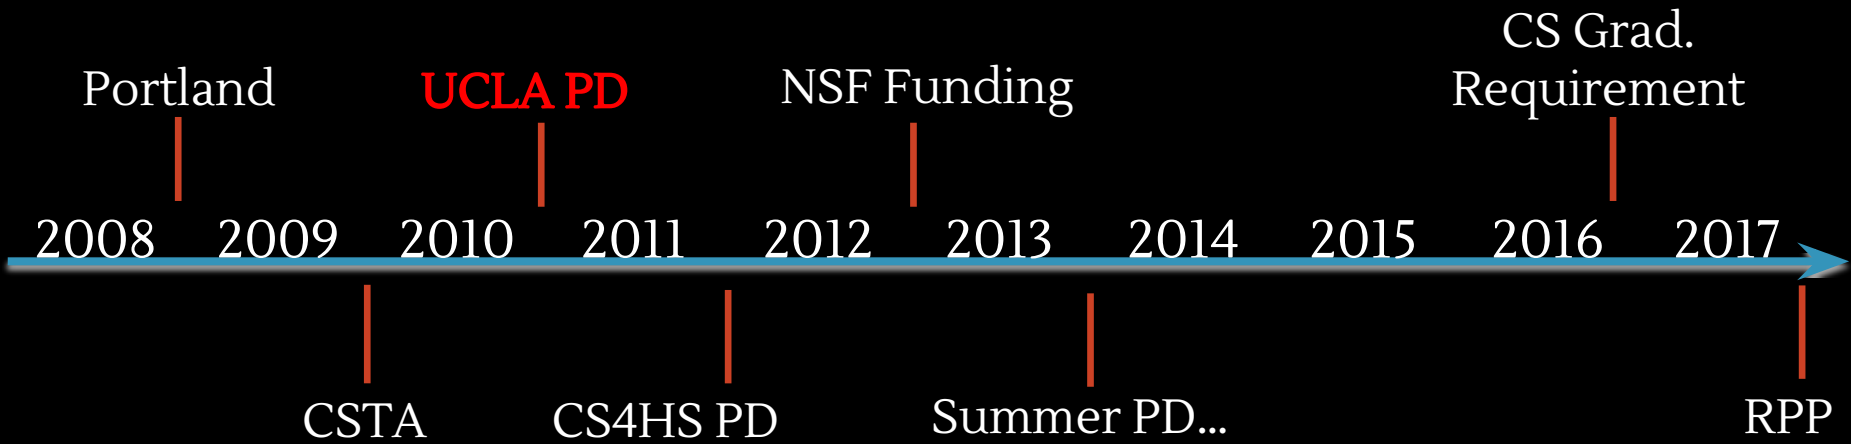 CS Grad.
Requirement
Portland
UCLA PD
NSF Funding
2008 2009 2010 2011 2012 2013 2014 2015 2016 2017
CSTA
CS4HS PD
Summer PD...
RPP